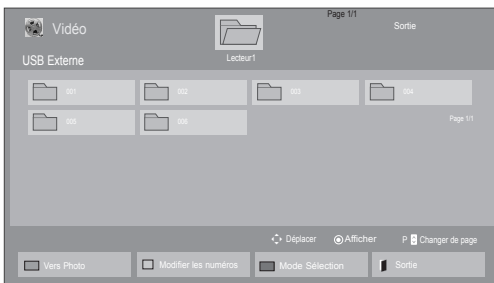 Page 1/1
Vidéo
Sortie
USB Externe
Lecteur1
001
002
003
004
005
006
Page 1/1
Déplacer
Afficher
P Changer de page
Vers Photo
Modifier les numéros
Mode Sélection
Sortie